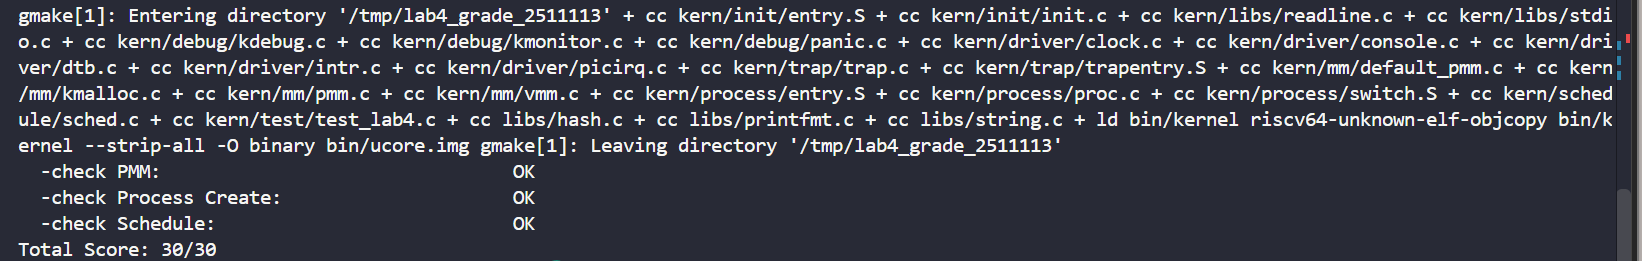 gmake[1]: Entering directory '/tmp/lab4_grade_2511113' + cc kern/init/entry.S + cc kern/init/init.c + cc kern/libs/readline.c + cc kern/libs/stdi
o.c + cc kern/debug/kdebug.c + cc kern/debug/kmonitor.c + cc kern/debug/panic.c + cc kern/driver/clock.c + cc kern/driver/console.c + cc kern/dri
ver/dtb.c + cc kern/driver/intr.c + cc kern/driver/picirq.c + cc kern/trap/trap.c + cc kern/trap/trapentry.S + cc kern/mm/default_pmm.c + cc kern
/mm/kmalloc.c + cc kern/mm/pmm.c + cc kern/mm/vmm.c + cc kern/process/entry.S + cc kern/process/proc.c + cc kern/process/switch.S + cc kern/sched
ule/sched.c + cc kern/test/test_lab4.c + cc libs/hash.c + cc libs/printfmt.c + cc libs/string.c + ld bin/kernel riscv64-unknown-elf-objcopy bin/k
ernel --strip-all -O binary bin/ucore.img gmake[1]: Leaving directory '/tmp/lab4_grade_2511113'
  -check PMM:                                OK
  -check Process Create:                     OK
  -check Schedule:                           OK
Total Score: 30/30